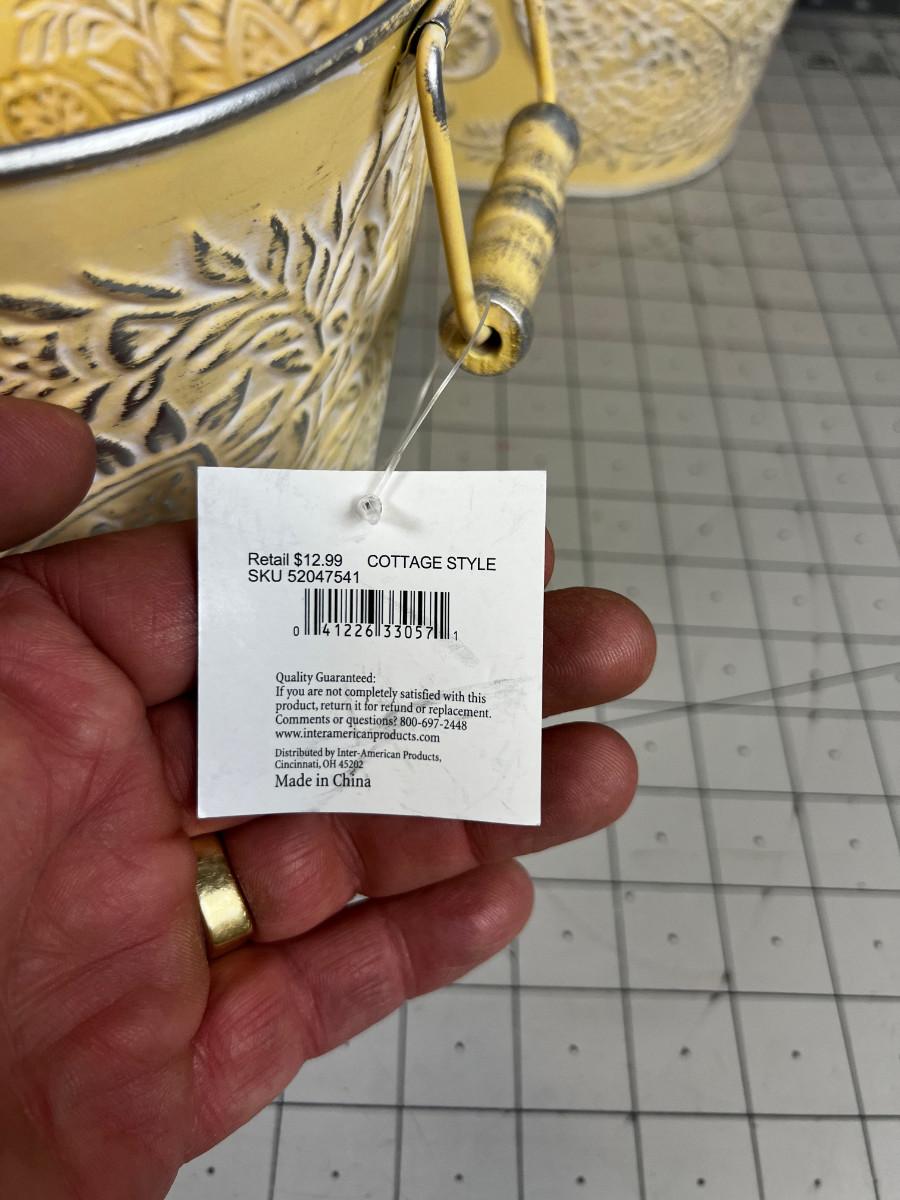 Retail $12.99 COTTAGE STYLE
SKU 52047541
0 41226 33057 1
Quality Guaranteed:
If you are not completely satisfied with this
product, return it for refund or replacement.
Comments or questions? 800-697-2448
www.interamericanproducts.com
Distributed by Inter-American Products,
Cincinnati, OH 45202
Made in China